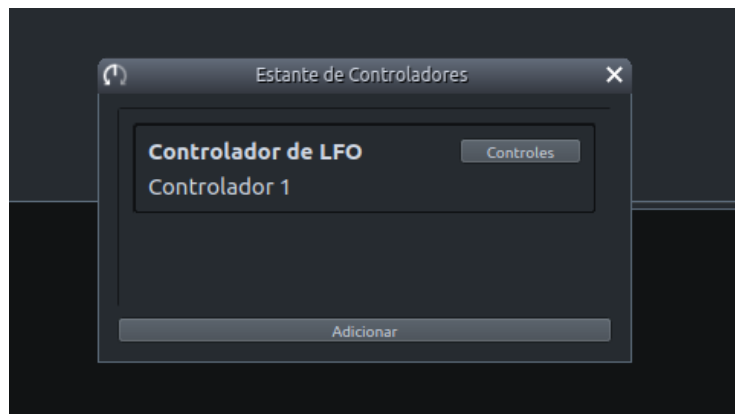 Estante de Controladores
Controlador de LFO
Controles
Controlador 1
Adicionar